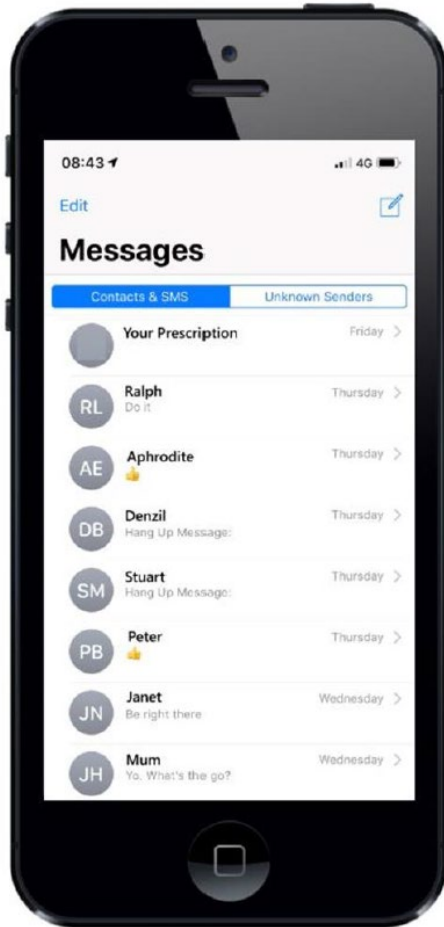 08:43 4G
Edit
Messages
Contacts & SMS Unknown Senders
Your Prescription Friday
RL Ralph Thursday
Do it
AE Aphrodite Thursday
👍
DB Denzil Thursday
Hang Up Message:
SM Stuart Thursday
Hang Up Message:
PB Peter Thursday
👍
JN Janet Wednesday
Be right there
JH Mum Wednesday
Yo, What's the go?